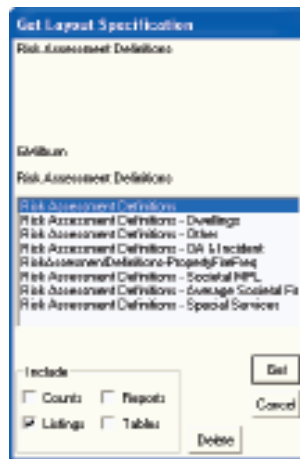 Get Layout Specification
Risk Assessment Definitions
GMilburn
Risk Assessment Definitions
Risk Assessment Definitions
Risk Assessment Definitions - Dwellings
Risk Assessment Definitions - Other
Risk Assessment Definitions - OA & Incident
RiskAssessmentDefinitions-PropertyFireFreq
Risk Assessment Definitions - Societal MPL
Risk Assessment Definitions - Average Societal Fir
Risk Assessment Definitions - Special Services
Include
Counts
Reports
Listings
Tables
Get
Cancel
Delete